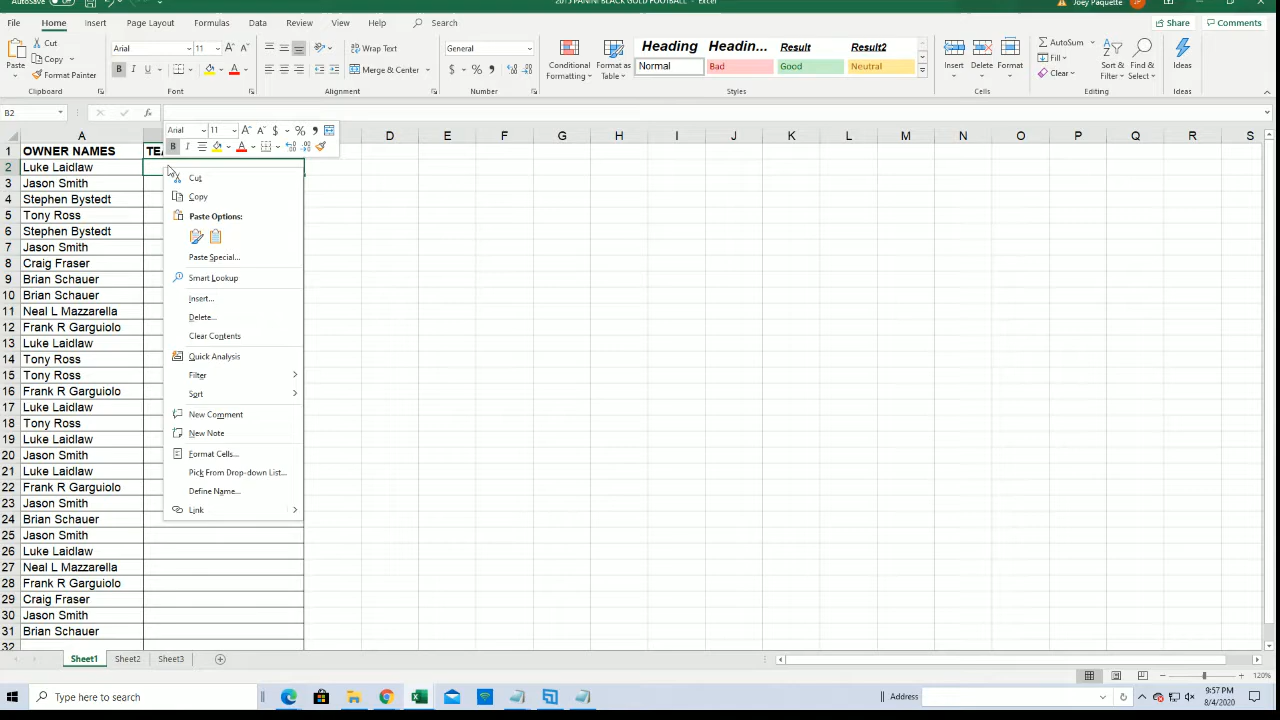 AutoSave
2015 PANINI BLACK GOLD FOOTBALL - Excel
Joey Paquette
JP
File Home Insert Page Layout Formulas Data Review View Help Search
Share Comments
Paste
Cut
Copy
Format Painter
Clipboard
Arial 11
B I U
Font
Wrap Text
Merge & Center
Alignment
General
$ % ,
Number
Conditional Formatting
Format as Table
Heading Headin... Result Result2
Normal Bad Good Neutral
Styles
Insert Delete Format
Cells
AutoSum
Fill
Clear
Sort & Filter
Find & Select
Editing
Ideas
Ideas
B2 fx
Arial 11 A A $ % ,
B I
A D E F G H I J K L M N O P Q R S
1 OWNER NAMES TEA
2 Luke Laidlaw
3 Jason Smith
4 Stephen Bystedt
5 Tony Ross
6 Stephen Bystedt
7 Jason Smith
8 Craig Fraser
9 Brian Schauer
10 Brian Schauer
11 Neal L Mazzarella
12 Frank R Garguiolo
13 Luke Laidlaw
14 Tony Ross
15 Tony Ross
16 Frank R Garguiolo
17 Luke Laidlaw
18 Tony Ross
19 Luke Laidlaw
20 Jason Smith
21 Luke Laidlaw
22 Frank R Garguiolo
23 Jason Smith
24 Brian Schauer
25 Jason Smith
26 Luke Laidlaw
27 Neal L Mazzarella
28 Frank R Garguiolo
29 Craig Fraser
30 Jason Smith
31 Brian Schauer
32
Cut
Copy
Paste Options:
Paste Special...
Smart Lookup
Insert...
Delete...
Clear Contents
Quick Analysis
Filter
Sort
New Comment
New Note
Format Cells...
Pick From Drop-down List...
Define Name...
Link
Sheet1 Sheet2 Sheet3
120%
Type here to search
Address
9:57 PM
8/4/2020